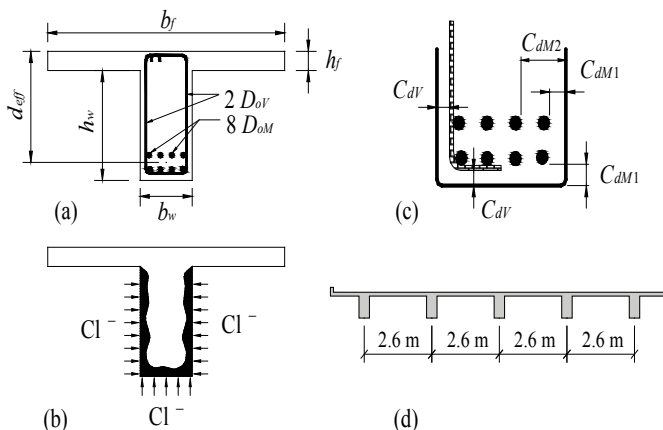 b_f
h_f
d_eff
h_w
2 D_oV
8 D_oM
b_w
(a)
C_dM2
C_dM1
C_dV
C_dM1
C_dV
(c)
Cl⁻
Cl⁻
Cl⁻
(b)
2.6 m
2.6 m
2.6 m
2.6 m
(d)